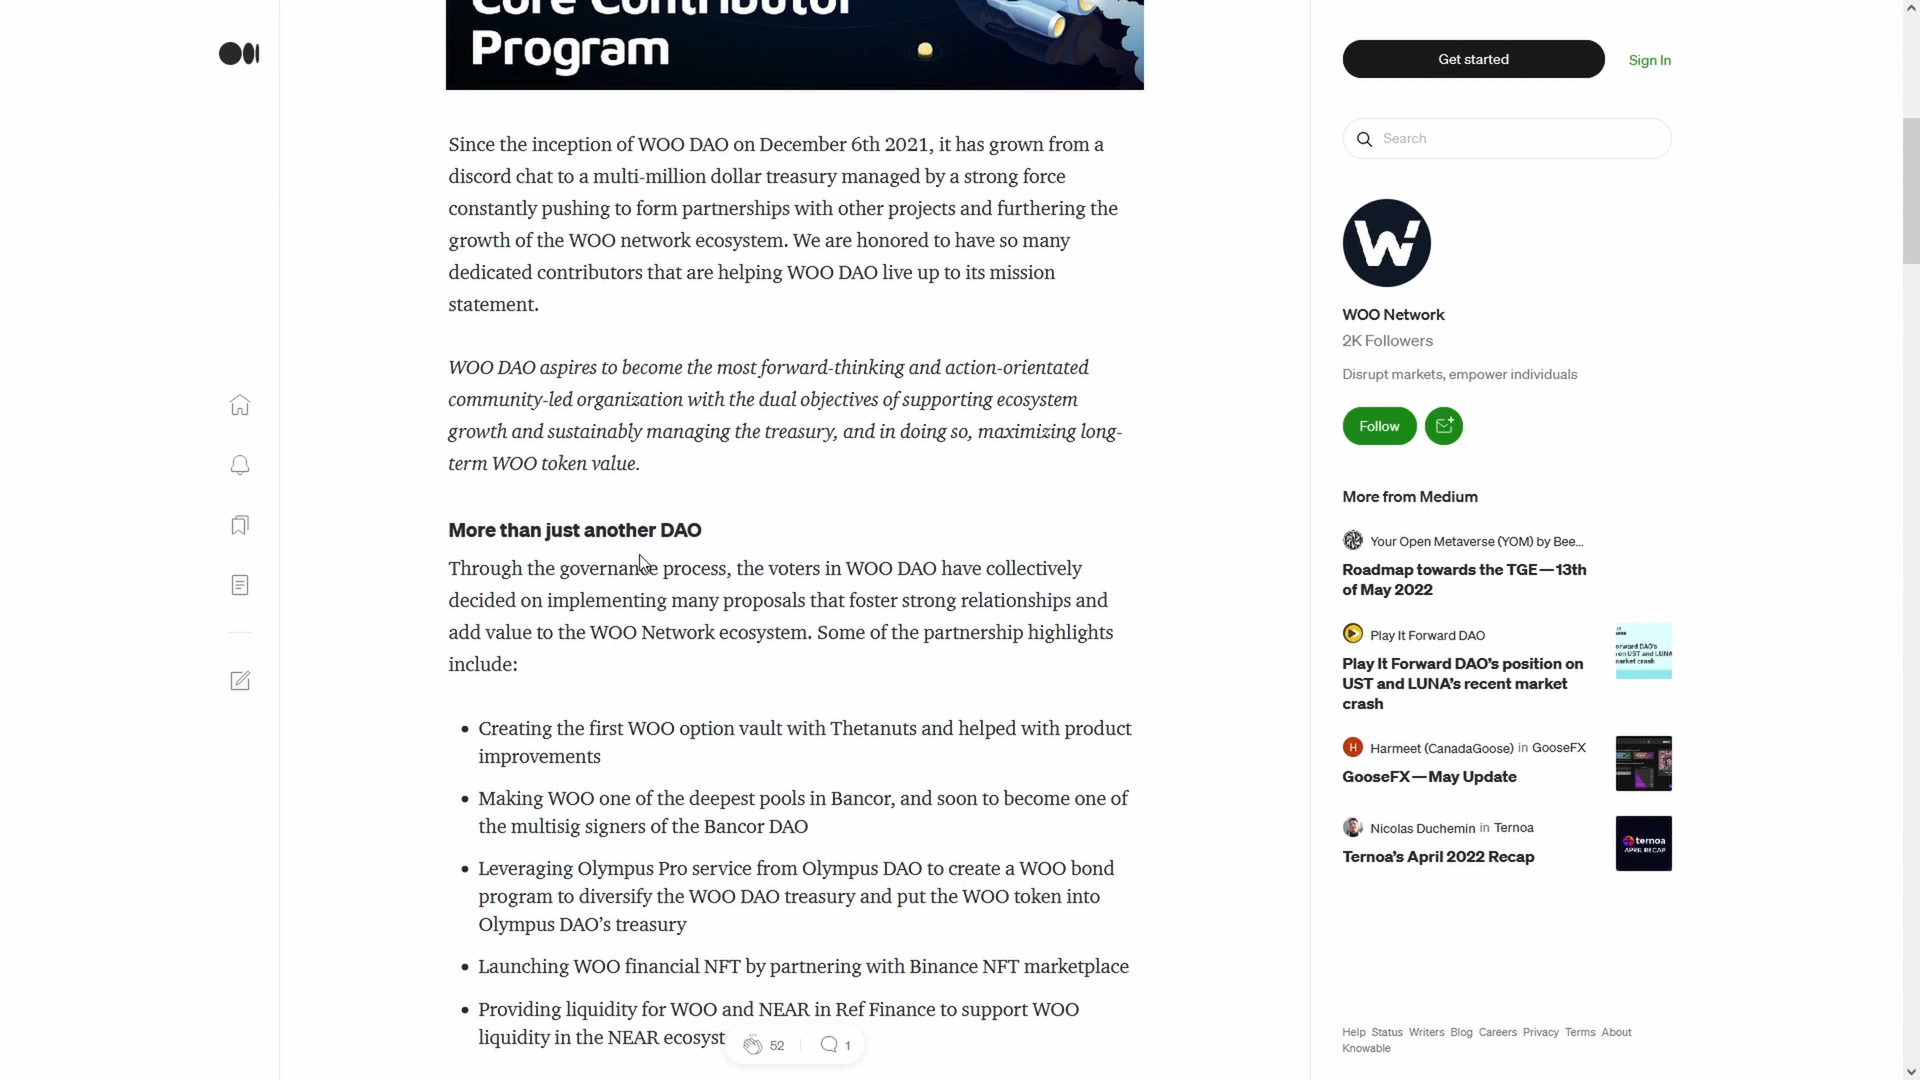 Core Contributor
Program
Get started
Sign In
Search
Since the inception of WOO DAO on December 6th 2021, it has grown from a
discord chat to a multi-million dollar treasury managed by a strong force
constantly pushing to form partnerships with other projects and furthering the
growth of the WOO network ecosystem. We are honored to have so many
dedicated contributors that are helping WOO DAO live up to its mission
statement.
WOO DAO aspires to become the most forward-thinking and action-orientated
community-led organization with the dual objectives of supporting ecosystem
growth and sustainably managing the treasury, and in doing so, maximizing long-
term WOO token value.
More than just another DAO
Through the governance process, the voters in WOO DAO have collectively
decided on implementing many proposals that foster strong relationships and
add value to the WOO Network ecosystem. Some of the partnership highlights
include:
• Creating the first WOO option vault with Thetanuts and helped with product
improvements
• Making WOO one of the deepest pools in Bancor, and soon to become one of
the multisig signers of the Bancor DAO
• Leveraging Olympus Pro service from Olympus DAO to create a WOO bond
program to diversify the WOO DAO treasury and put the WOO token into
Olympus DAO’s treasury
• Launching WOO financial NFT by partnering with Binance NFT marketplace
• Providing liquidity for WOO and NEAR in Ref Finance to support WOO
liquidity in the NEAR ecosyst
52
1
W
WOO Network
2K Followers
Disrupt markets, empower individuals
Follow
More from Medium
Your Open Metaverse (YOM) by Bee...
Roadmap towards the TGE — 13th
of May 2022
Play It Forward DAO
Play It Forward DAO’s position on
UST and LUNA’s recent market
crash
orward DAO's
on UST and LUNA
market crash
H Harmeet (CanadaGoose) in GooseFX
GooseFX — May Update
Nicolas Duchemin in Ternoa
Ternoa’s April 2022 Recap
ternoa
APRIL RECAP
Help Status Writers Blog Careers Privacy Terms About
Knowable